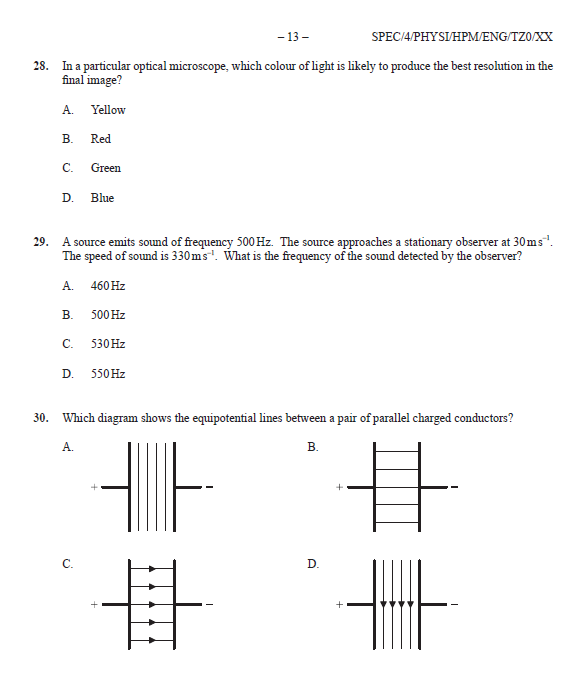 – 13 –
SPEC/4/PHYSI/HPM/ENG/TZ0/XX
28. In a particular optical microscope, which colour of light is likely to produce the best resolution in the
final image?
A. Yellow
B. Red
C. Green
D. Blue
29. A source emits sound of frequency 500 Hz. The source approaches a stationary observer at 30 m s⁻¹.
The speed of sound is 330 m s⁻¹. What is the frequency of the sound detected by the observer?
A. 460 Hz
B. 500 Hz
C. 530 Hz
D. 550 Hz
30. Which diagram shows the equipotential lines between a pair of parallel charged conductors?
A. B.
+ – + –
C. D.
+ – + –